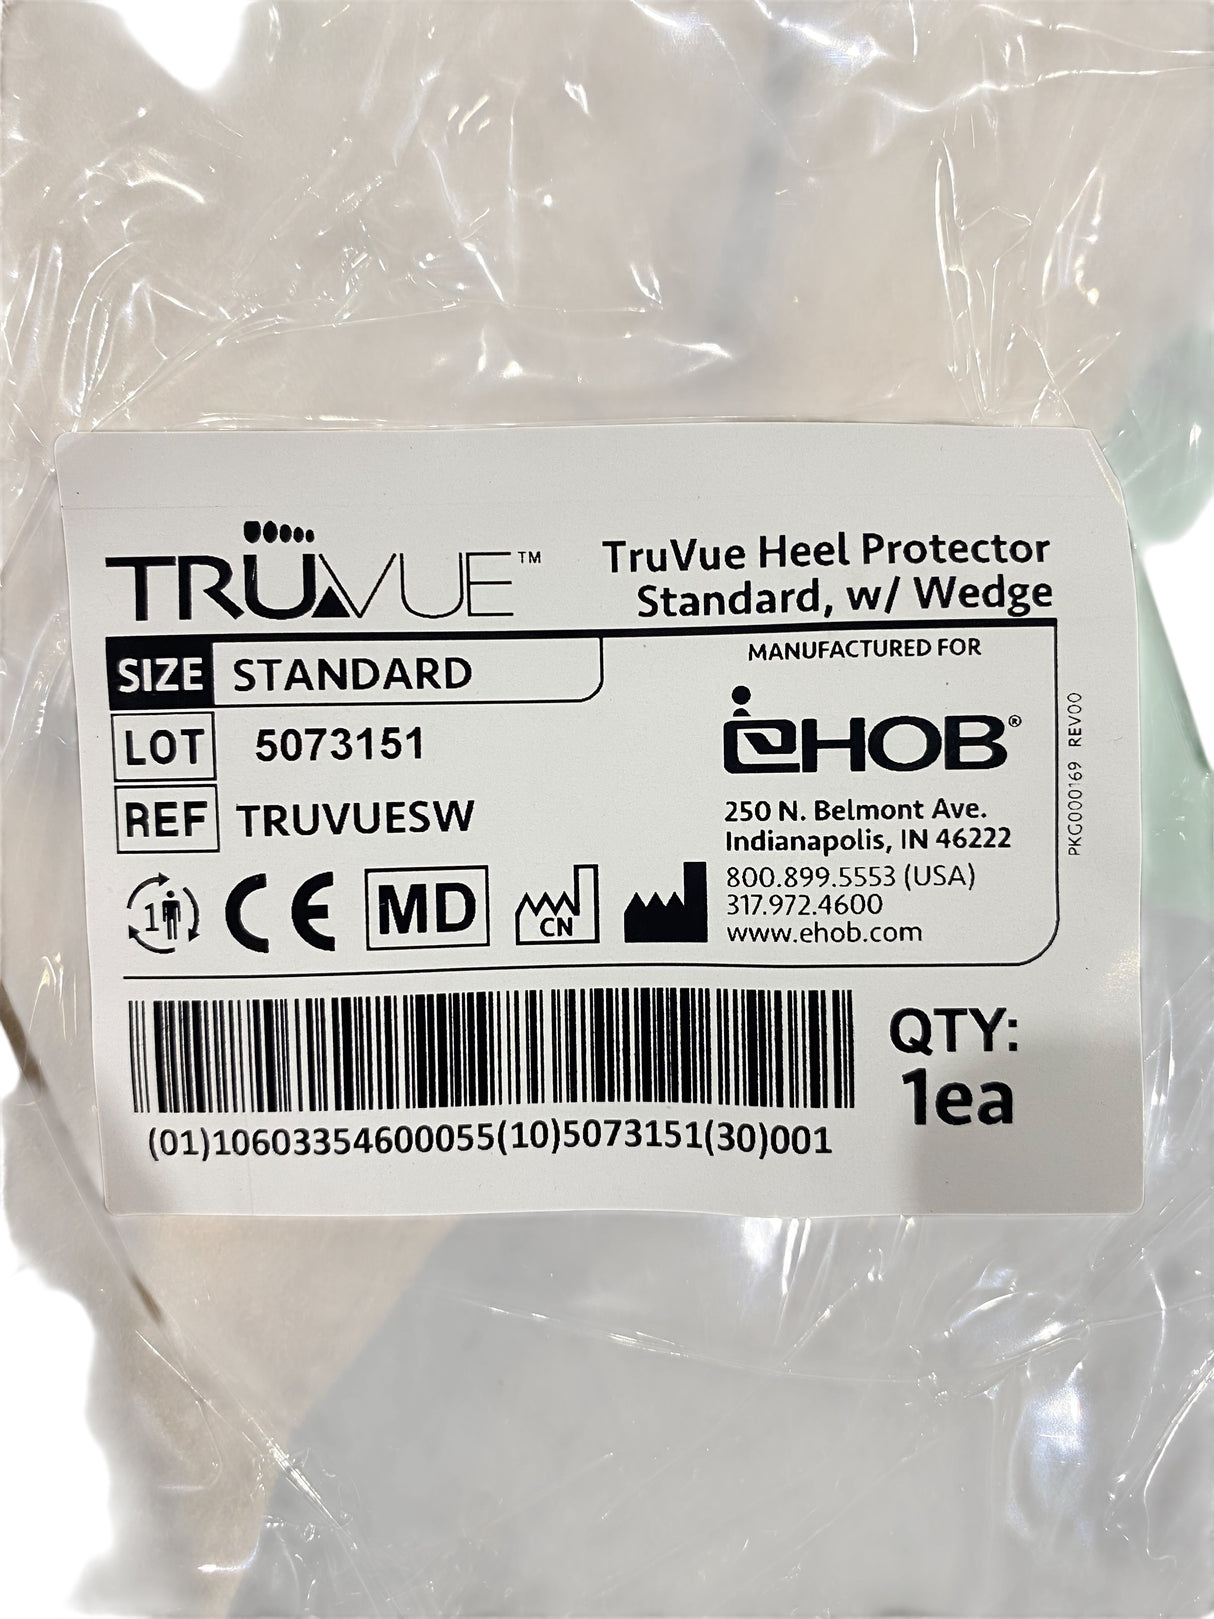 TRUVUE™
TruVue Heel Protector
Standard, w/ Wedge
SIZE STANDARD
LOT 5073151
REF TRUVUESW
MANUFACTURED FOR
EHOB®
250 N. Belmont Ave.
Indianapolis, IN 46222
800.899.5553 (USA)
317.972.4600
www.ehob.com
1
CE
MD
CN
PKG000169 REV00
(01)10603354600055(10)5073151(30)001
QTY:
1ea